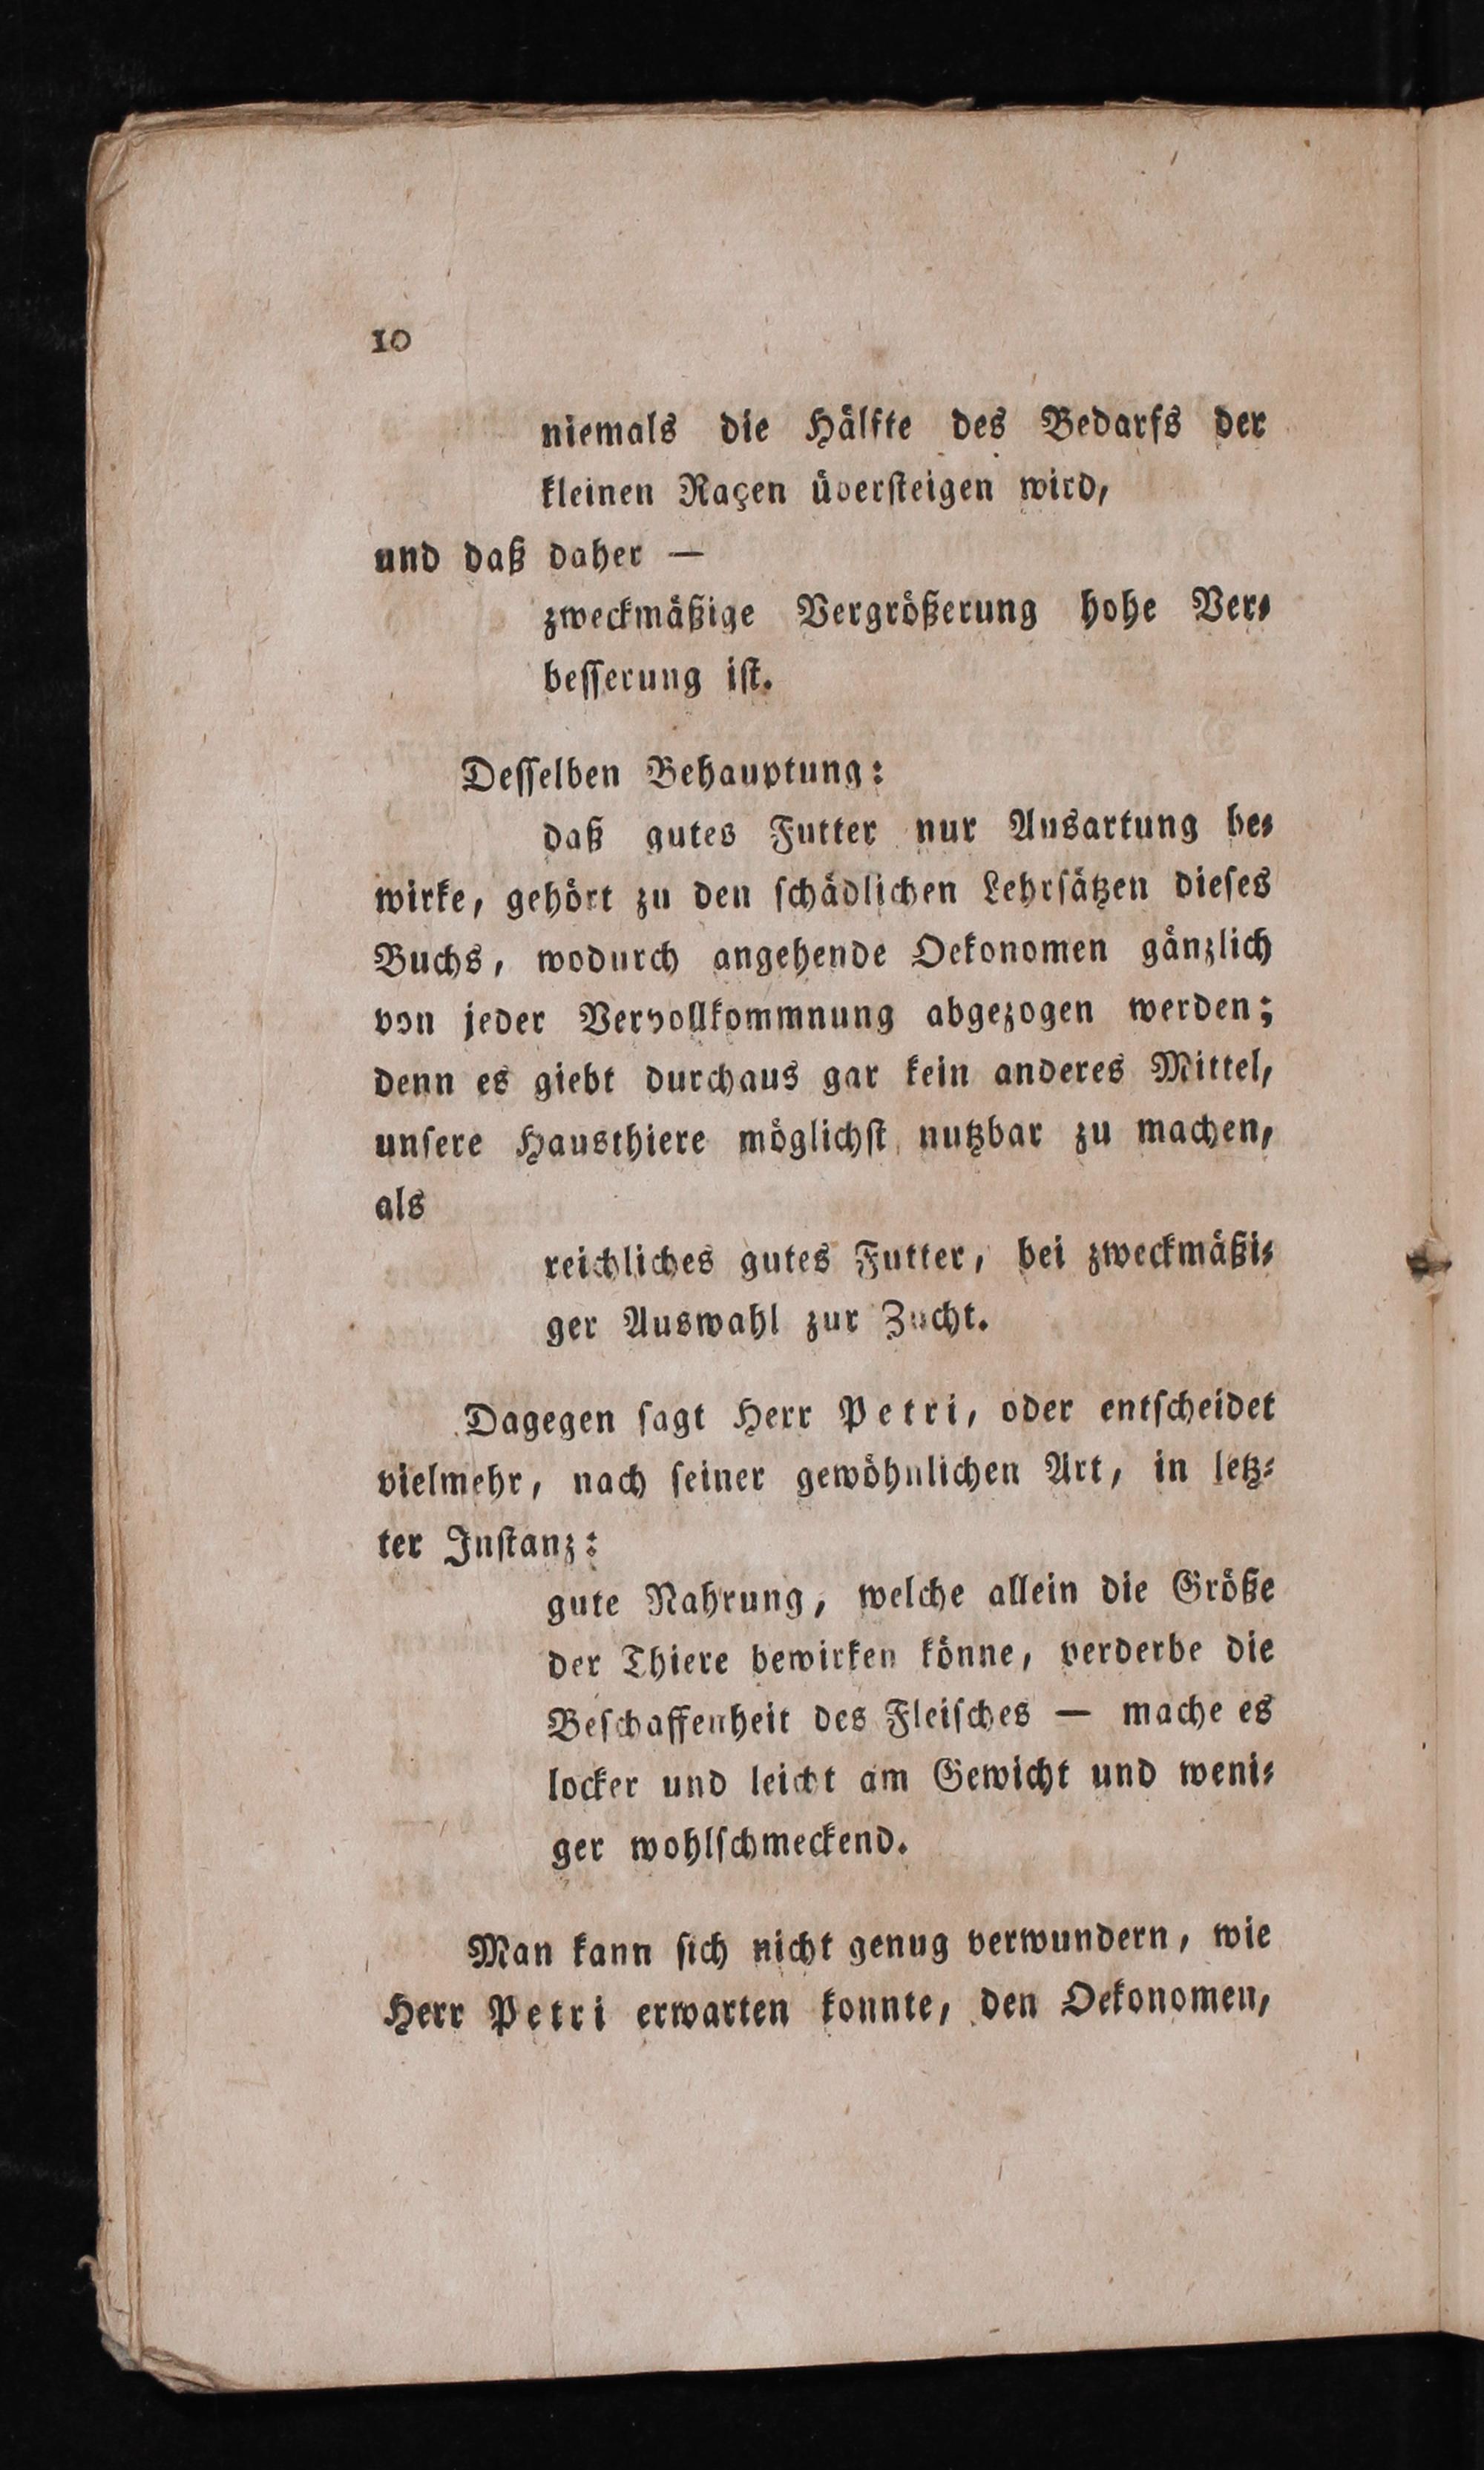 10
niemals die Hälfte des Bedarfs der
kleinen Raçen überſteigen wird,
und daß daher —
zweckmäßige Vergrößerung hohe Ver⸗
beſſerung iſt.
Deſſelben Behauptung:
daß gutes Futter nur Ausartung be⸗
wirke, gehört zu den ſchädlichen Lehrſätzen dieſes
Buchs, wodurch angehende Oekonomen gänzlich
von jeder Vervollkommnung abgezogen werden;
denn es giebt durchaus gar kein anderes Mittel,
unſere Hausthiere möglichſt nutzbar zu machen,
als
reichliches gutes Futter, bei zweckmäßi⸗
ger Auswahl zur Zucht.
Dagegen ſagt Herr Petri, oder entſcheidet
vielmehr, nach ſeiner gewöhnlichen Art, in letz⸗
ter Inſtanz:
gute Nahrung, welche allein die Größe
der Thiere bewirken könne, verderbe die
Beſchaffenheit des Fleiſches — mache es
locker und leicht am Gewicht und weni⸗
ger wohlſchmeckend.
Man kann ſich nicht genug verwundern, wie
Herr Petri erwarten konnte, den Oekonomen,